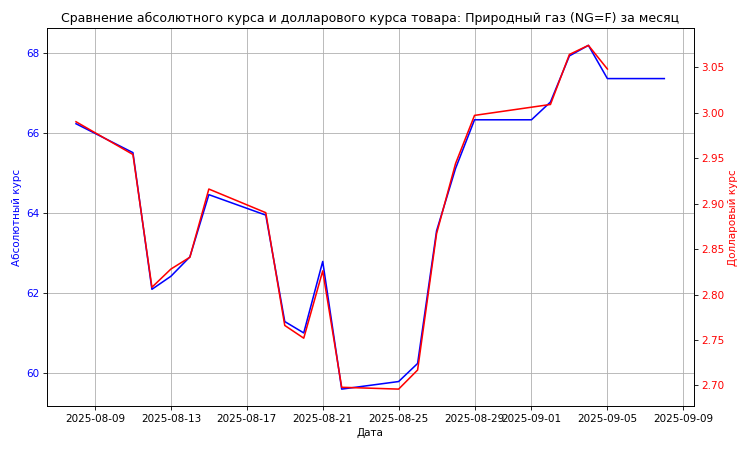 Сравнение абсолютного курса и долларового курса товара: Природный газ (NG=F) за месяц
Абсолютный курс
68
66
64
62
60
3.05
3.00
2.95
2.90
2.85
2.80
2.75
2.70
Долларовый курс
2025-08-09 2025-08-13 2025-08-17 2025-08-21 2025-08-25 2025-08-29 2025-09-01 2025-09-05 2025-09-09
Дата